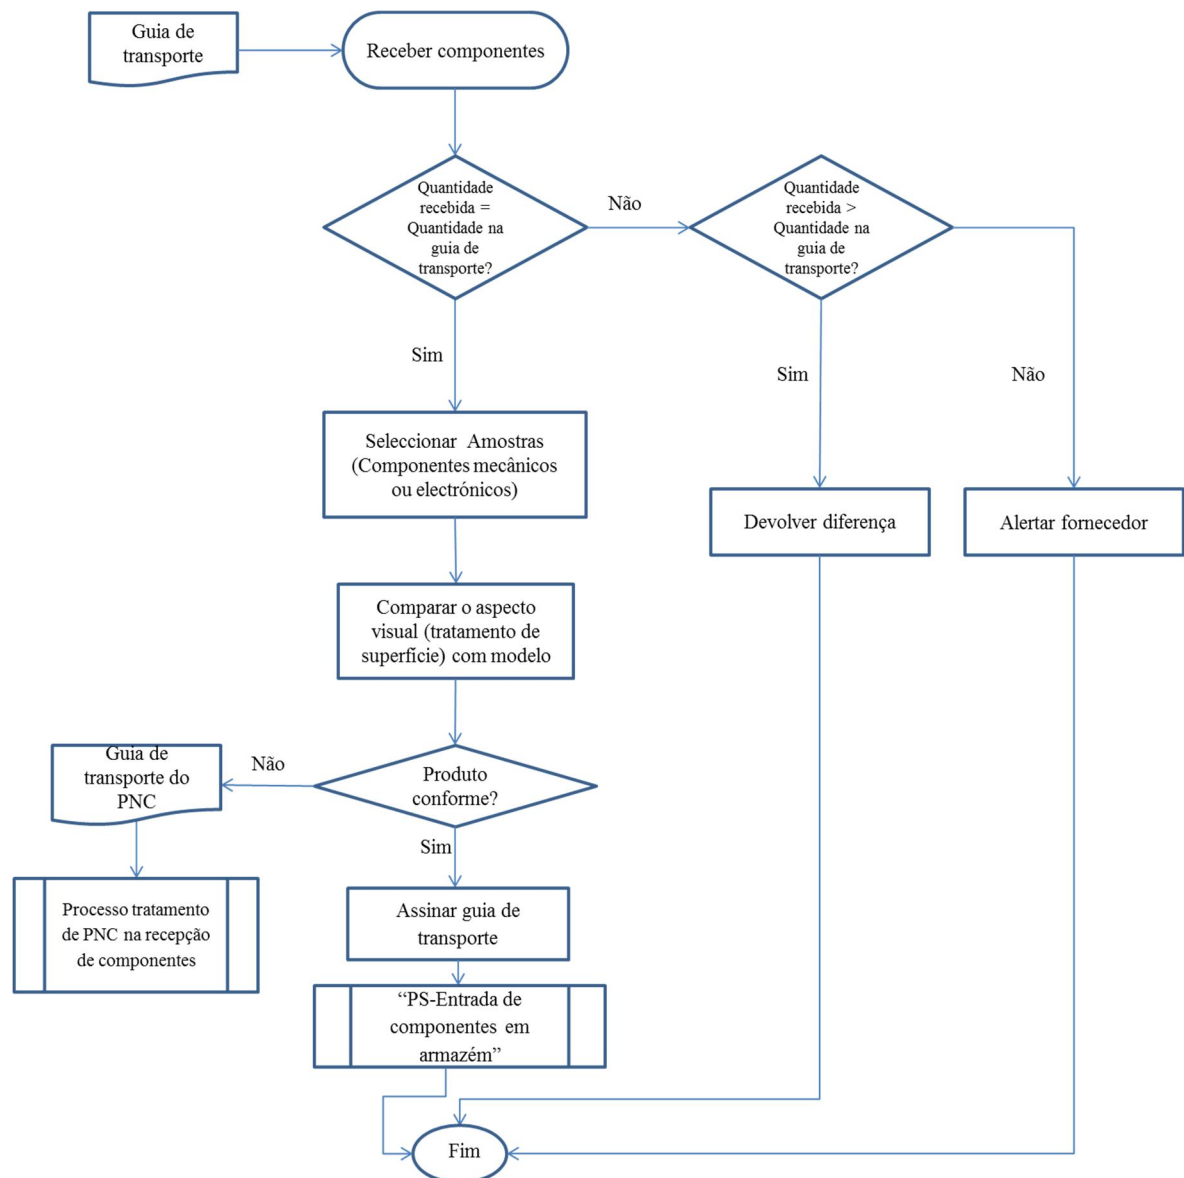 Guia de
transporte
Receber componentes
Quantidade
recebida =
Quantidade na
guia de
transporte?
Não
Quantidade
recebida >
Quantidade na
guia de
transporte?
Sim
Sim
Não
Seleccionar Amostras
(Componentes mecânicos
ou electrónicos)
Devolver diferença
Alertar fornecedor
Comparar o aspecto
visual (tratamento de
superfície) com modelo
Guia de
transporte do
PNC
Não
Produto
conforme?
Sim
Processo tratamento
de PNC na recepção
de componentes
Assinar guia de
transporte
“PS-Entrada de
componentes em
armazém”
Fim